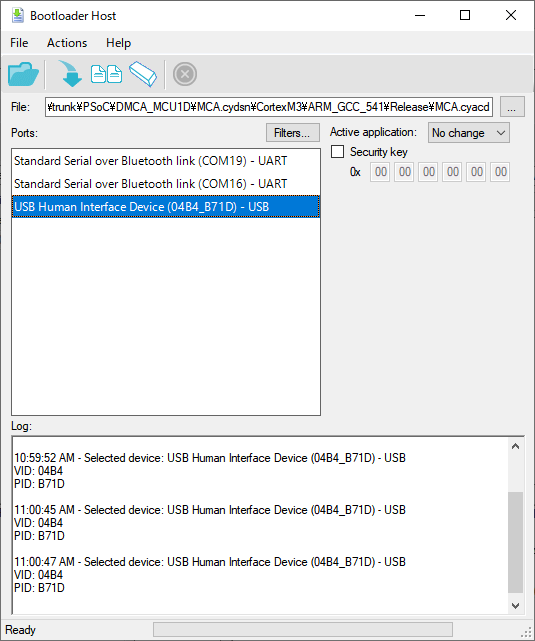 Bootloader Host
File Actions Help
File: ¥trunk¥PSoC¥DMCA_MCU1D¥MCA.cydsn¥CortexM3¥ARM_GCC_541¥Release¥MCA.cyacd ...
Ports: Filters... Active application: No change
Security key
0x 00 00 00 00 00 00
Standard Serial over Bluetooth link (COM19) - UART
Standard Serial over Bluetooth link (COM16) - UART
USB Human Interface Device (04B4_B71D) - USB
Log:
10:59:52 AM - Selected device: USB Human Interface Device (04B4_B71D) - USB
VID: 04B4
PID: B71D
11:00:45 AM - Selected device: USB Human Interface Device (04B4_B71D) - USB
VID: 04B4
PID: B71D
11:00:47 AM - Selected device: USB Human Interface Device (04B4_B71D) - USB
VID: 04B4
PID: B71D
Ready